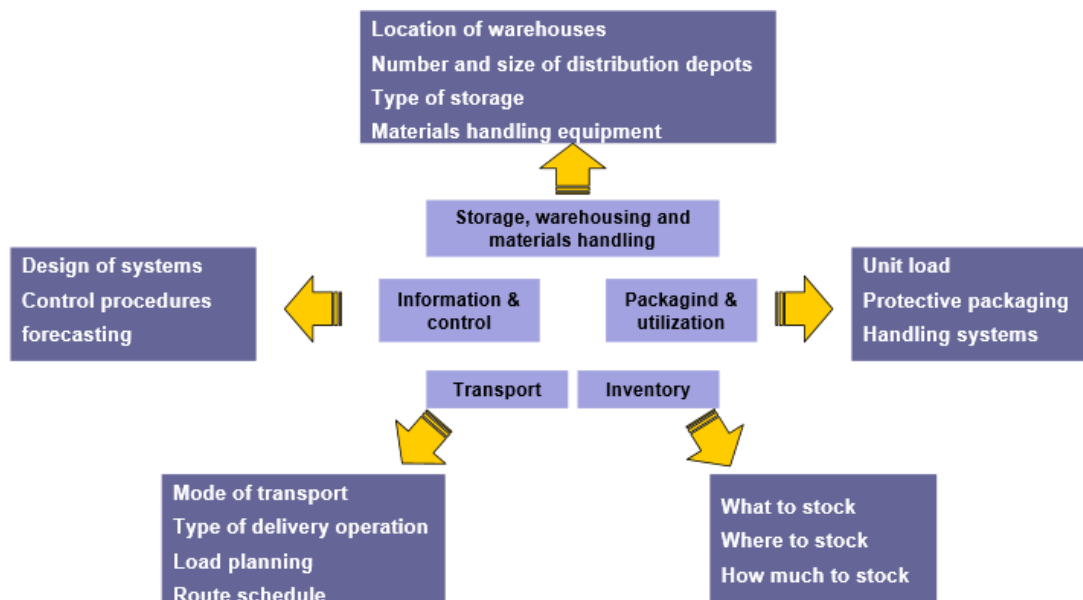 Location of warehouses
Number and size of distribution depots
Type of storage
Materials handling equipment
Storage, warehousing and
materials handling
Design of systems
Control procedures
forecasting
Information &
control
Packagind &
utilization
Unit load
Protective packaging
Handling systems
Transport
Inventory
Mode of transport
Type of delivery operation
Load planning
Route schedule
What to stock
Where to stock
How much to stock